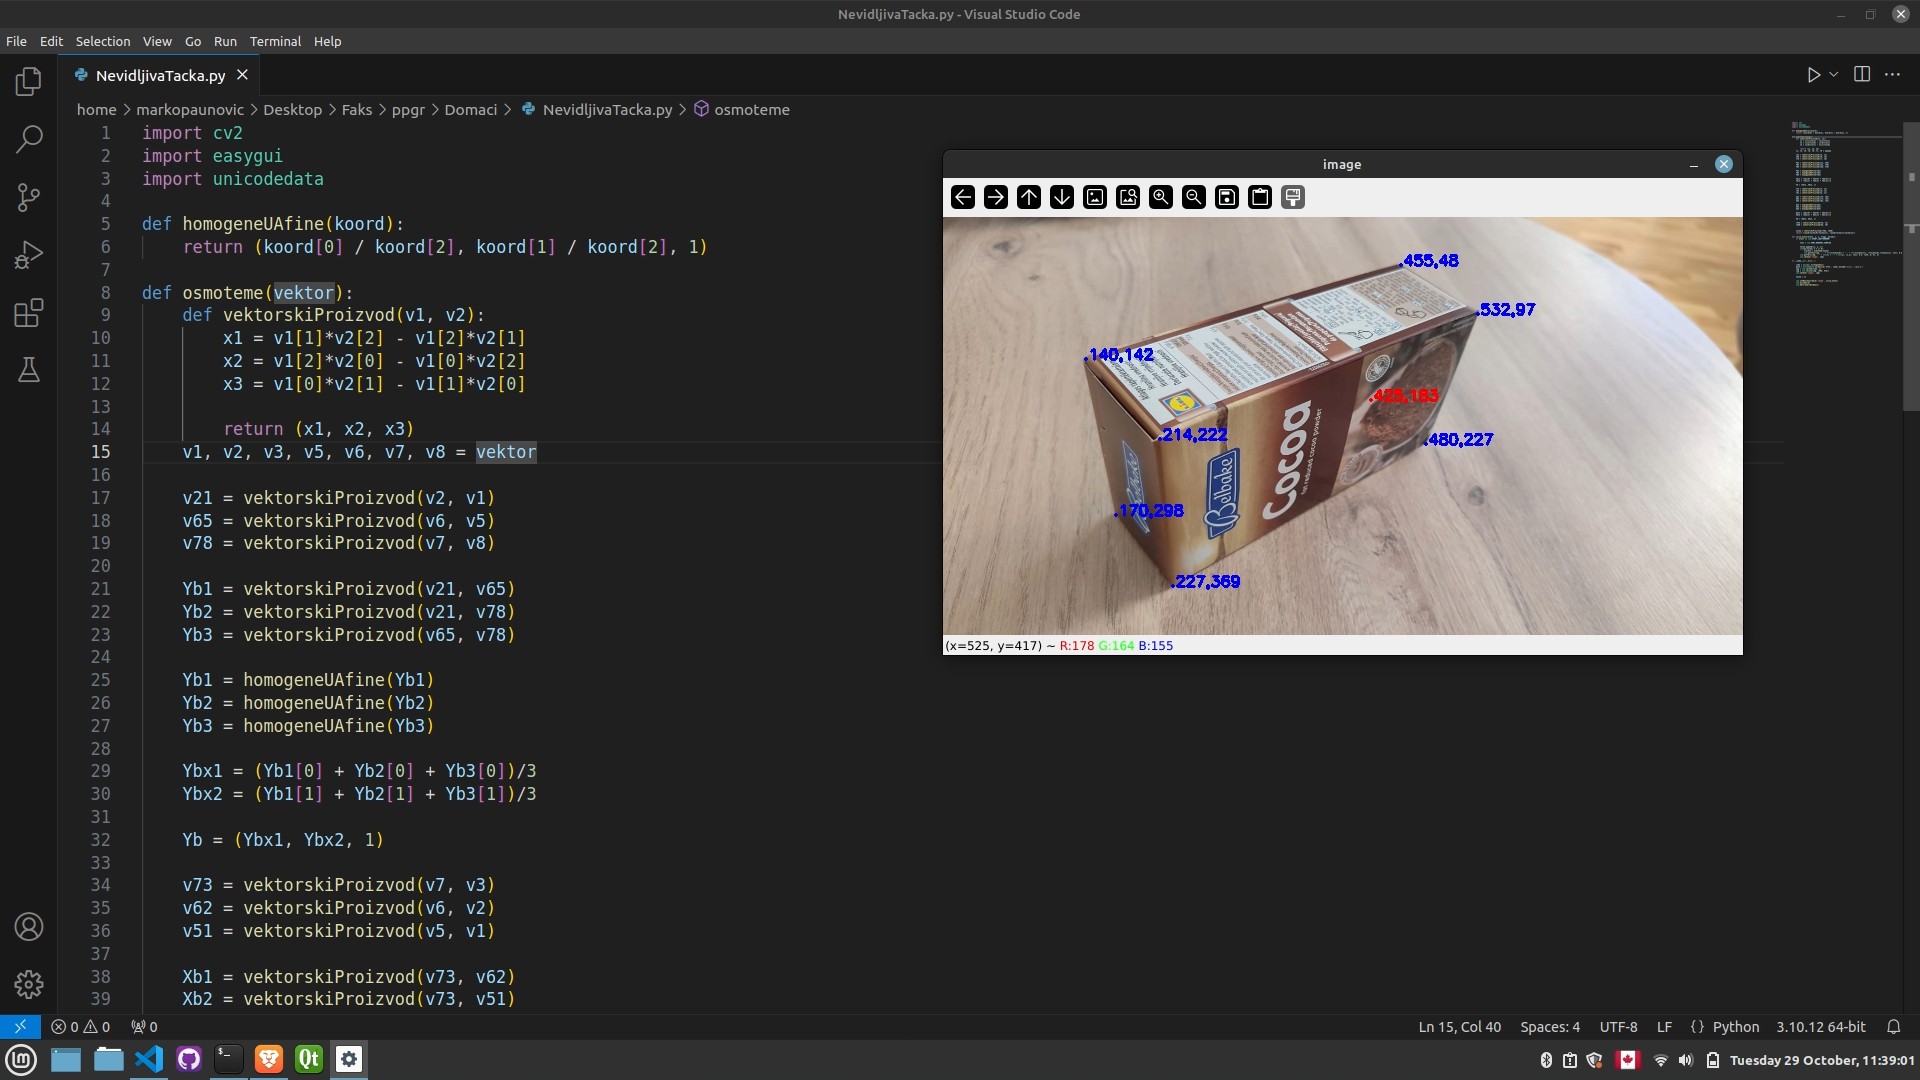 NevidljivaTacka.py - Visual Studio Code
File Edit Selection View Go Run Terminal Help
NevidljivaTacka.py
home > markopaunovic > Desktop > Faks > ppgr > Domaci > NevidljivaTacka.py > osmoteme
1 import cv2
2 import easygui
3 import unicodedata
4
5 def homogeneUAfine(koord):
6 return (koord[0] / koord[2], koord[1] / koord[2], 1)
7
8 def osmoteme(vektor):
9 def vektorskiProizvod(v1, v2):
10 x1 = v1[1]*v2[2] - v1[2]*v2[1]
11 x2 = v1[2]*v2[0] - v1[0]*v2[2]
12 x3 = v1[0]*v2[1] - v1[1]*v2[0]
13
14 return (x1, x2, x3)
15 v1, v2, v3, v5, v6, v7, v8 = vektor
16
17 v21 = vektorskiProizvod(v2, v1)
18 v65 = vektorskiProizvod(v6, v5)
19 v78 = vektorskiProizvod(v7, v8)
20
21 Yb1 = vektorskiProizvod(v21, v65)
22 Yb2 = vektorskiProizvod(v21, v78)
23 Yb3 = vektorskiProizvod(v65, v78)
24
25 Yb1 = homogeneUAfine(Yb1)
26 Yb2 = homogeneUAfine(Yb2)
27 Yb3 = homogeneUAfine(Yb3)
28
29 Ybx1 = (Yb1[0] + Yb2[0] + Yb3[0])/3
30 Ybx2 = (Yb1[1] + Yb2[1] + Yb3[1])/3
31
32 Yb = (Ybx1, Ybx2, 1)
33
34 v73 = vektorskiProizvod(v7, v3)
35 v62 = vektorskiProizvod(v6, v2)
36 v51 = vektorskiProizvod(v5, v1)
37
38 Xb1 = vektorskiProizvod(v73, v62)
39 Xb2 = vektorskiProizvod(v73, v51)
image
.455,48
.532,97
.140,142
.425,183
.214,222
.480,227
.170,298
.227,369
Cocoa
fat reduced cocoa powder
Belbake
(x=525, y=417) ~ R:178 G:164 B:155
0 0 0
Ln 15, Col 40 Spaces: 4 UTF-8 LF {} Python 3.10.12 64-bit
Tuesday 29 October, 11:39:01